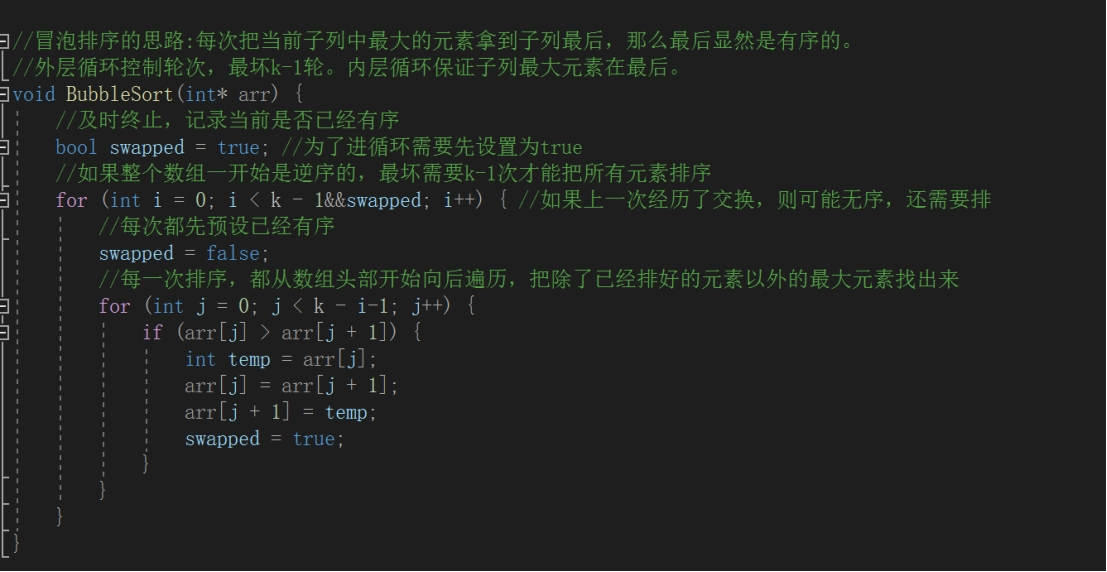 //冒泡排序的思路:每次把当前子列中最大的元素拿到子列最后，那么最后显然是有序的。
//外层循环控制轮次，最坏k-1轮。内层循环保证子列最大元素在最后。
void BubbleSort(int* arr) {
//及时终止，记录当前是否已经有序
bool swapped = true; //为了进循环需要先设置为true
//如果整个数组一开始是逆序的，最坏需要k-1次才能把所有元素排序
for (int i = 0; i < k - 1&&swapped; i++) { //如果上一次经历了交换，则可能无序，还需要排
//每次都先预设已经有序
swapped = false;
//每一次排序，都从数组头部开始向后遍历，把除了已经排好的元素以外的最大元素找出来
for (int j = 0; j < k - i-1; j++) {
if (arr[j] > arr[j + 1]) {
int temp = arr[j];
arr[j] = arr[j + 1];
arr[j + 1] = temp;
swapped = true;
}
}
}
}